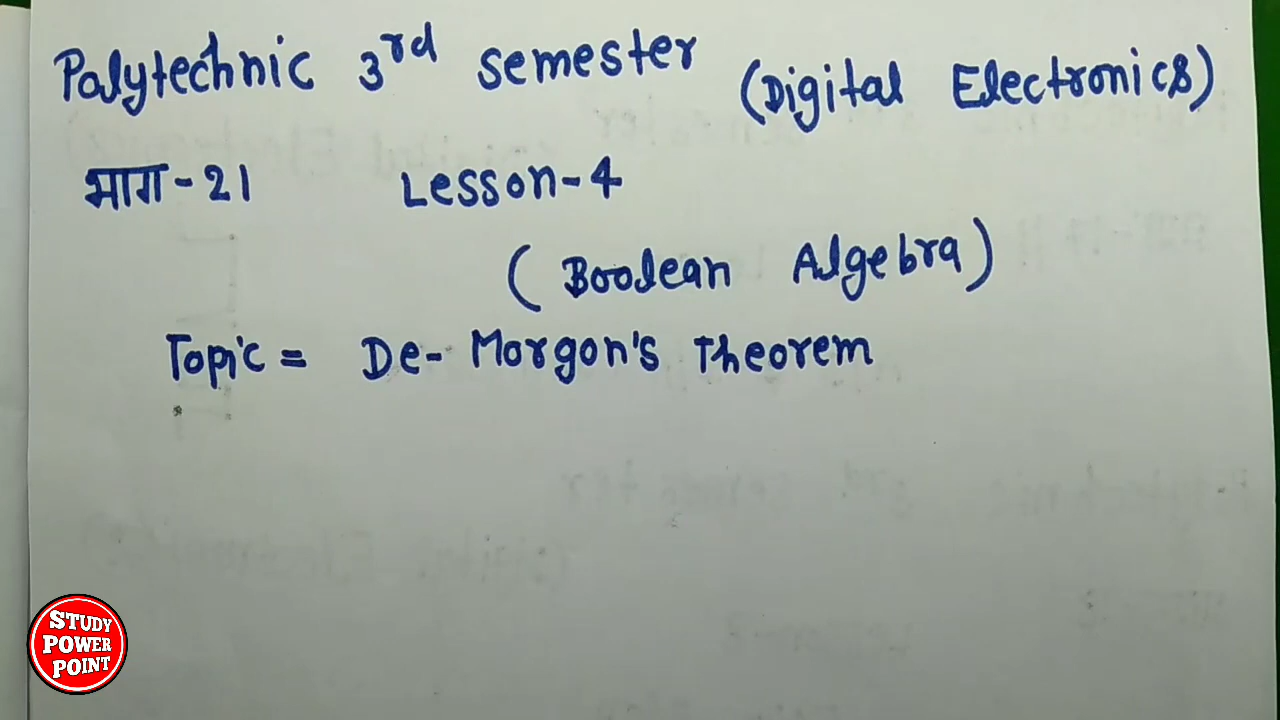 Polytechnic 3rd semester (Digital Electronics)
भाग-21 Lesson-4
(Boolean Algebra)
Topic = De-Morgon's Theorem
STUDY
POWER
POINT